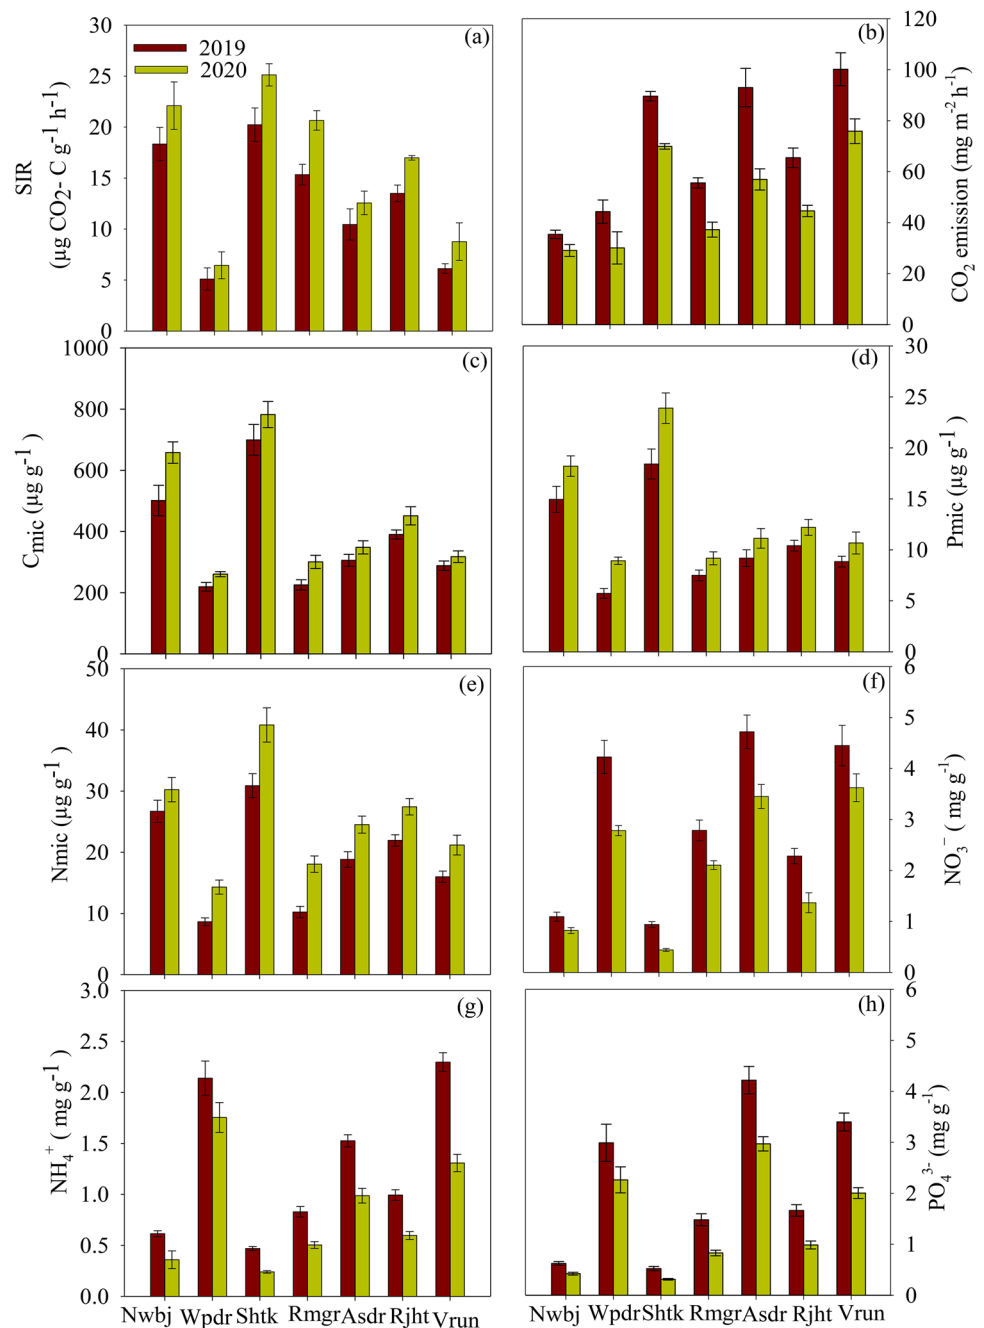 (a)
2019
2020
30
25
20
15
10
5
0
SIR
(µg CO2- C g-1 h-1)
(b)
120
100
80
60
40
20
0
CO2 emission (mg m-2 h-1)
(c)
1000
800
600
400
200
0
Cmic (µg g-1 )
(d)
30
25
20
15
10
5
0
Pmic (µg g-1)
(e)
50
40
30
20
10
0
Nmic (µg g-1 )
(f)
6
5
4
3
2
1
0
NO3− ( mg g-1)
(g)
3.0
2.5
2.0
1.5
1.0
0.5
0.0
NH4+ ( mg g-1 )
Nwbj Wpdr Shtk Rmgr Asdr Rjht Vrun
(h)
6
5
4
3
2
1
0
PO43- (mg g-1)
Nwbj Wpdr Shtk Rmgr Asdr Rjht Vrun